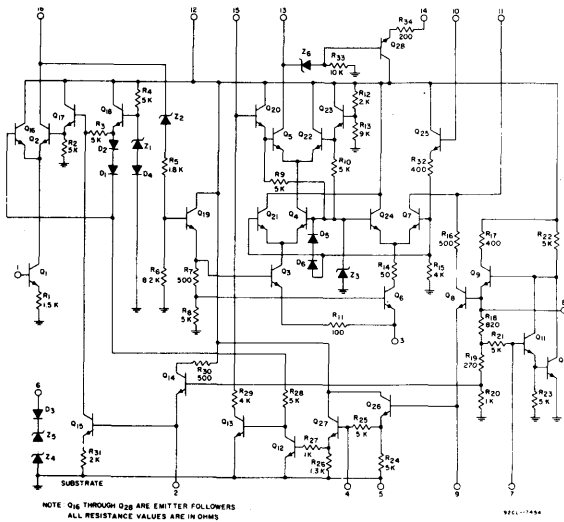 16 12 15 13 14 10 11
R34
200
Z6
R33
10K
Q28
R4
5K
Q17
Q18
Q16
Q2
R2
5K
R3
5K
D2
D1
Z1
D4
Z2
R5
1.8K
Q20
Q5
Q22
Q23
R12
2K
R13
9K
R10
5K
Q25
R32
400
R9
5K
Q21
Q4
D5
D6
Z3
Q24
Q7
R16
500
R17
400
R22
5K
1
Q1
R1
1.5K
R6
8.2K
Q19
R7
500
R8
5K
Q3
R11
100
R14
50
Q6
3
R15
4K
Q8
Q9
8
R18
820
R19
270
R20
1K
R21
5K
Q11
R23
5K
6
D3
Z5
Z4
Q15
R31
2K
Q14
R30
500
R29
4K
Q13
R28
5K
Q12
R27
1K
Q27
R26
1.3K
R25
5K
Q26
R24
5K
SUBSTRATE
2 4 5 9 7
NOTE: Q16 THROUGH Q28 ARE EMITTER FOLLOWERS
ALL RESISTANCE VALUES ARE IN OHMS
92CL-17454